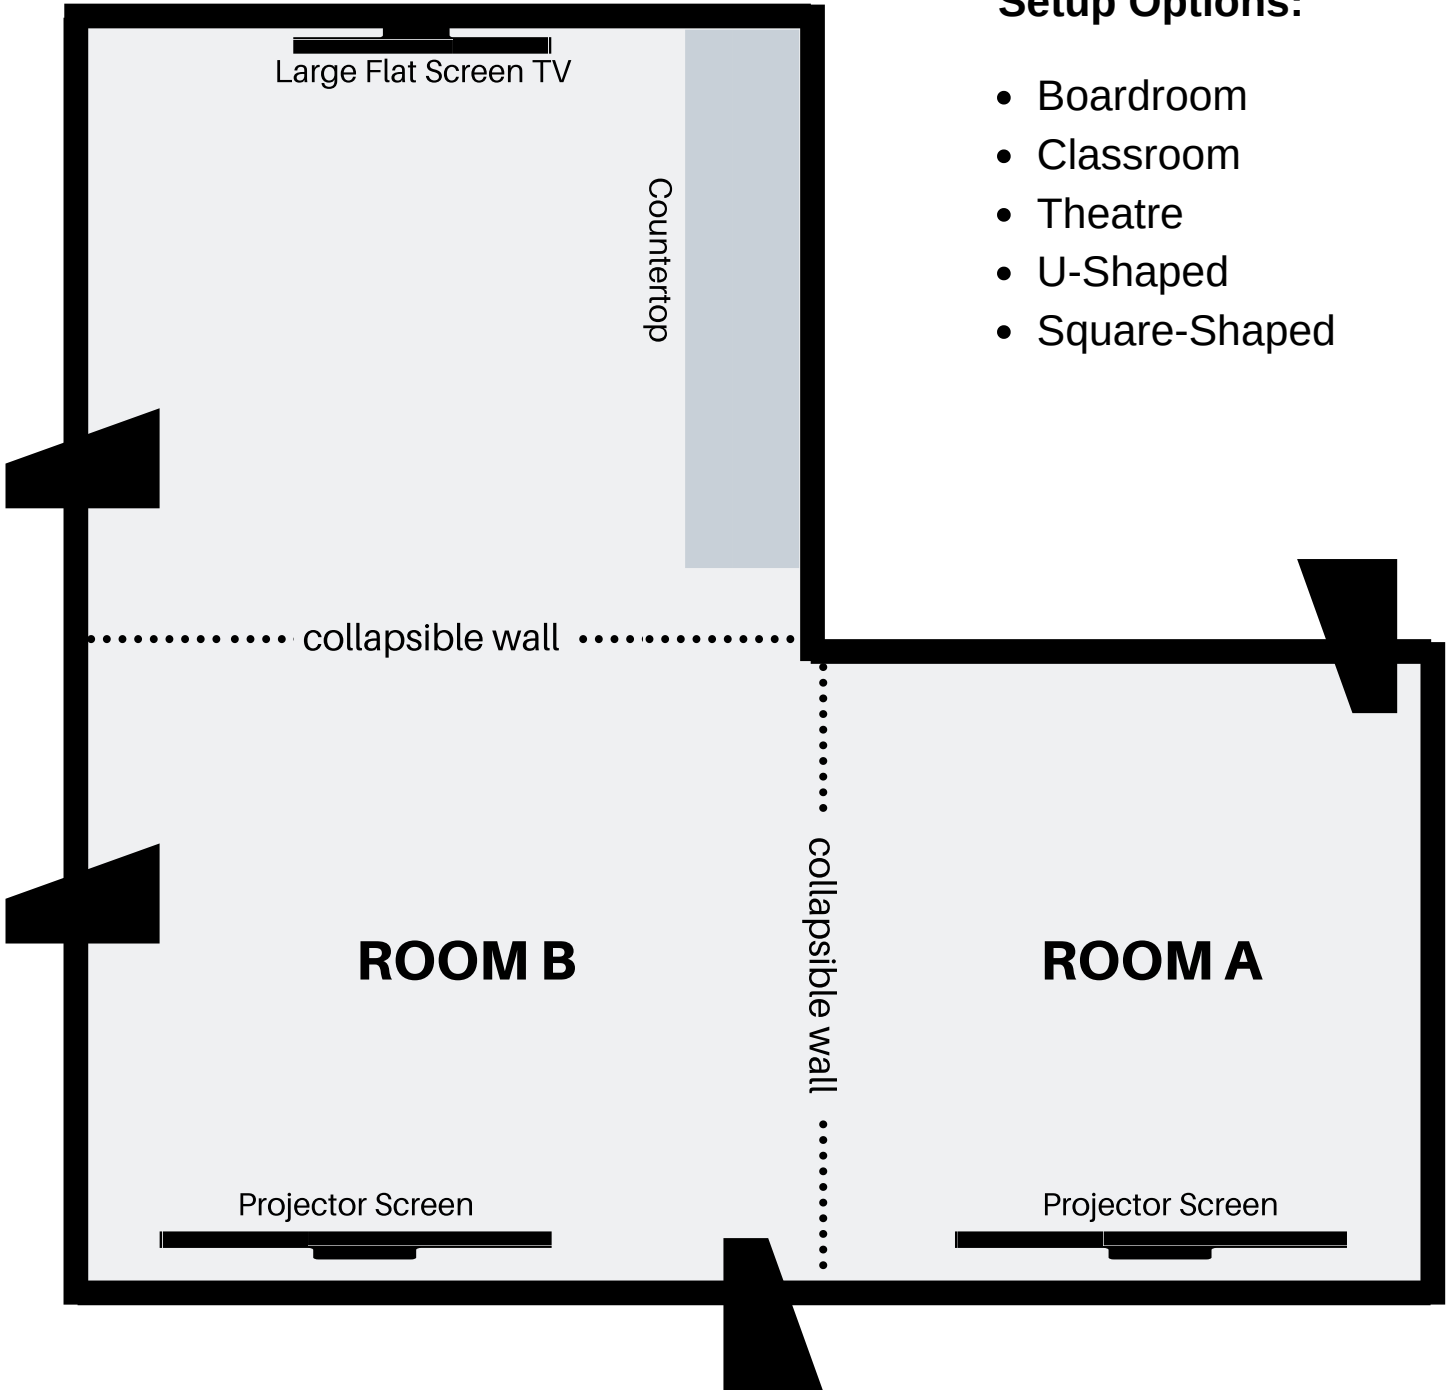 Setup Options:
• Boardroom
• Classroom
• Theatre
• U-Shaped
• Square-Shaped
Large Flat Screen TV
Countertop
collapsible wall
collapsible wall
ROOM B
ROOM A
Projector Screen
Projector Screen